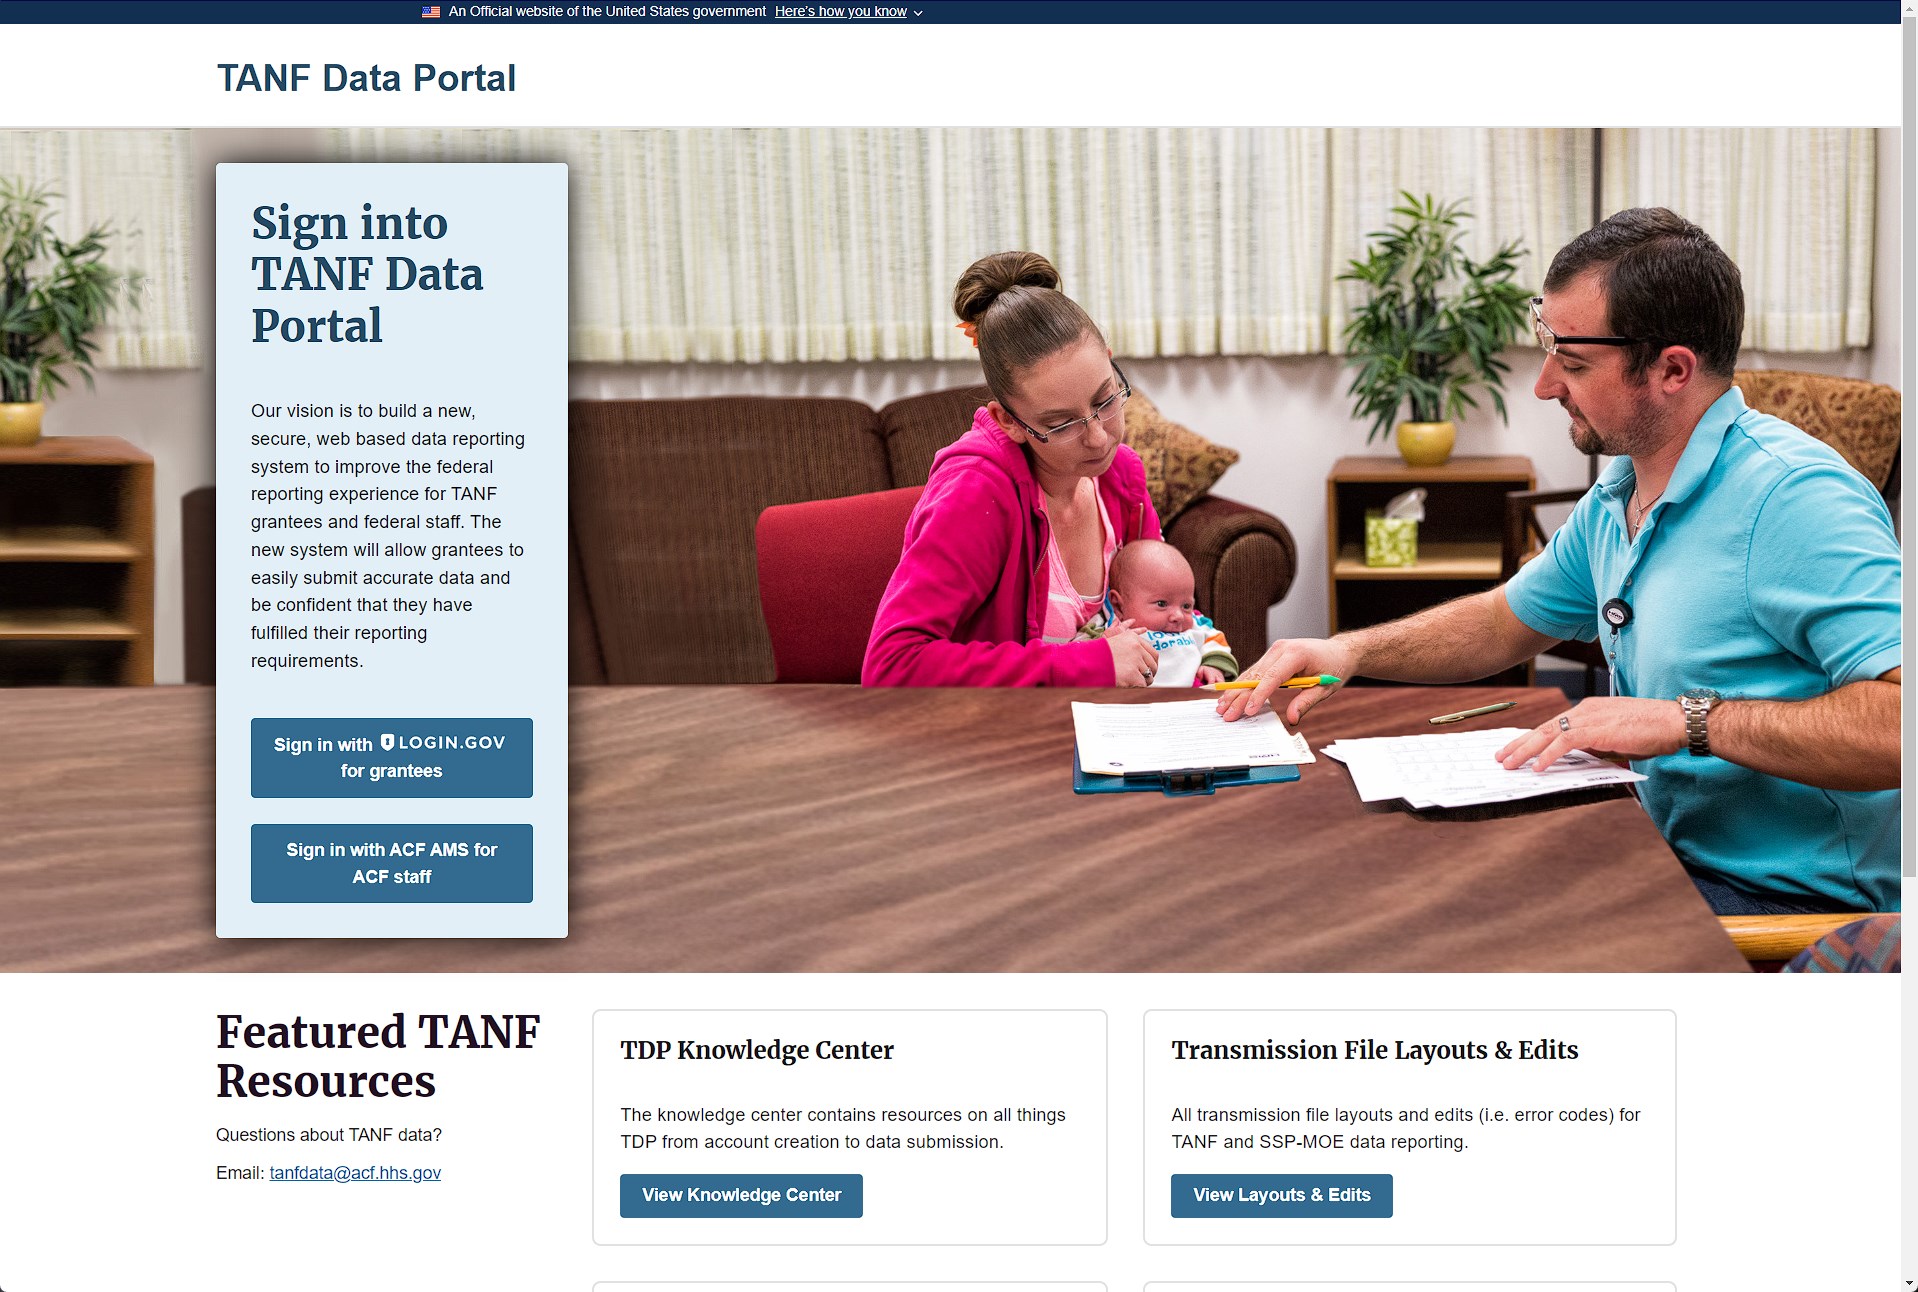 An Official website of the United States government Here's how you know
TANF Data Portal
Sign into
TANF Data
Portal
Our vision is to build a new,
secure, web based data reporting
system to improve the federal
reporting experience for TANF
grantees and federal staff. The
new system will allow grantees to
easily submit accurate data and
be confident that they have
fulfilled their reporting
requirements.
Sign in with LOGIN.GOV
for grantees
Sign in with ACF AMS for
ACF staff
Featured TANF
Resources
Questions about TANF data?
Email: tanfdata@acf.hhs.gov
TDP Knowledge Center
The knowledge center contains resources on all things
TDP from account creation to data submission.
View Knowledge Center
Transmission File Layouts & Edits
All transmission file layouts and edits (i.e. error codes) for
TANF and SSP-MOE data reporting.
View Layouts & Edits